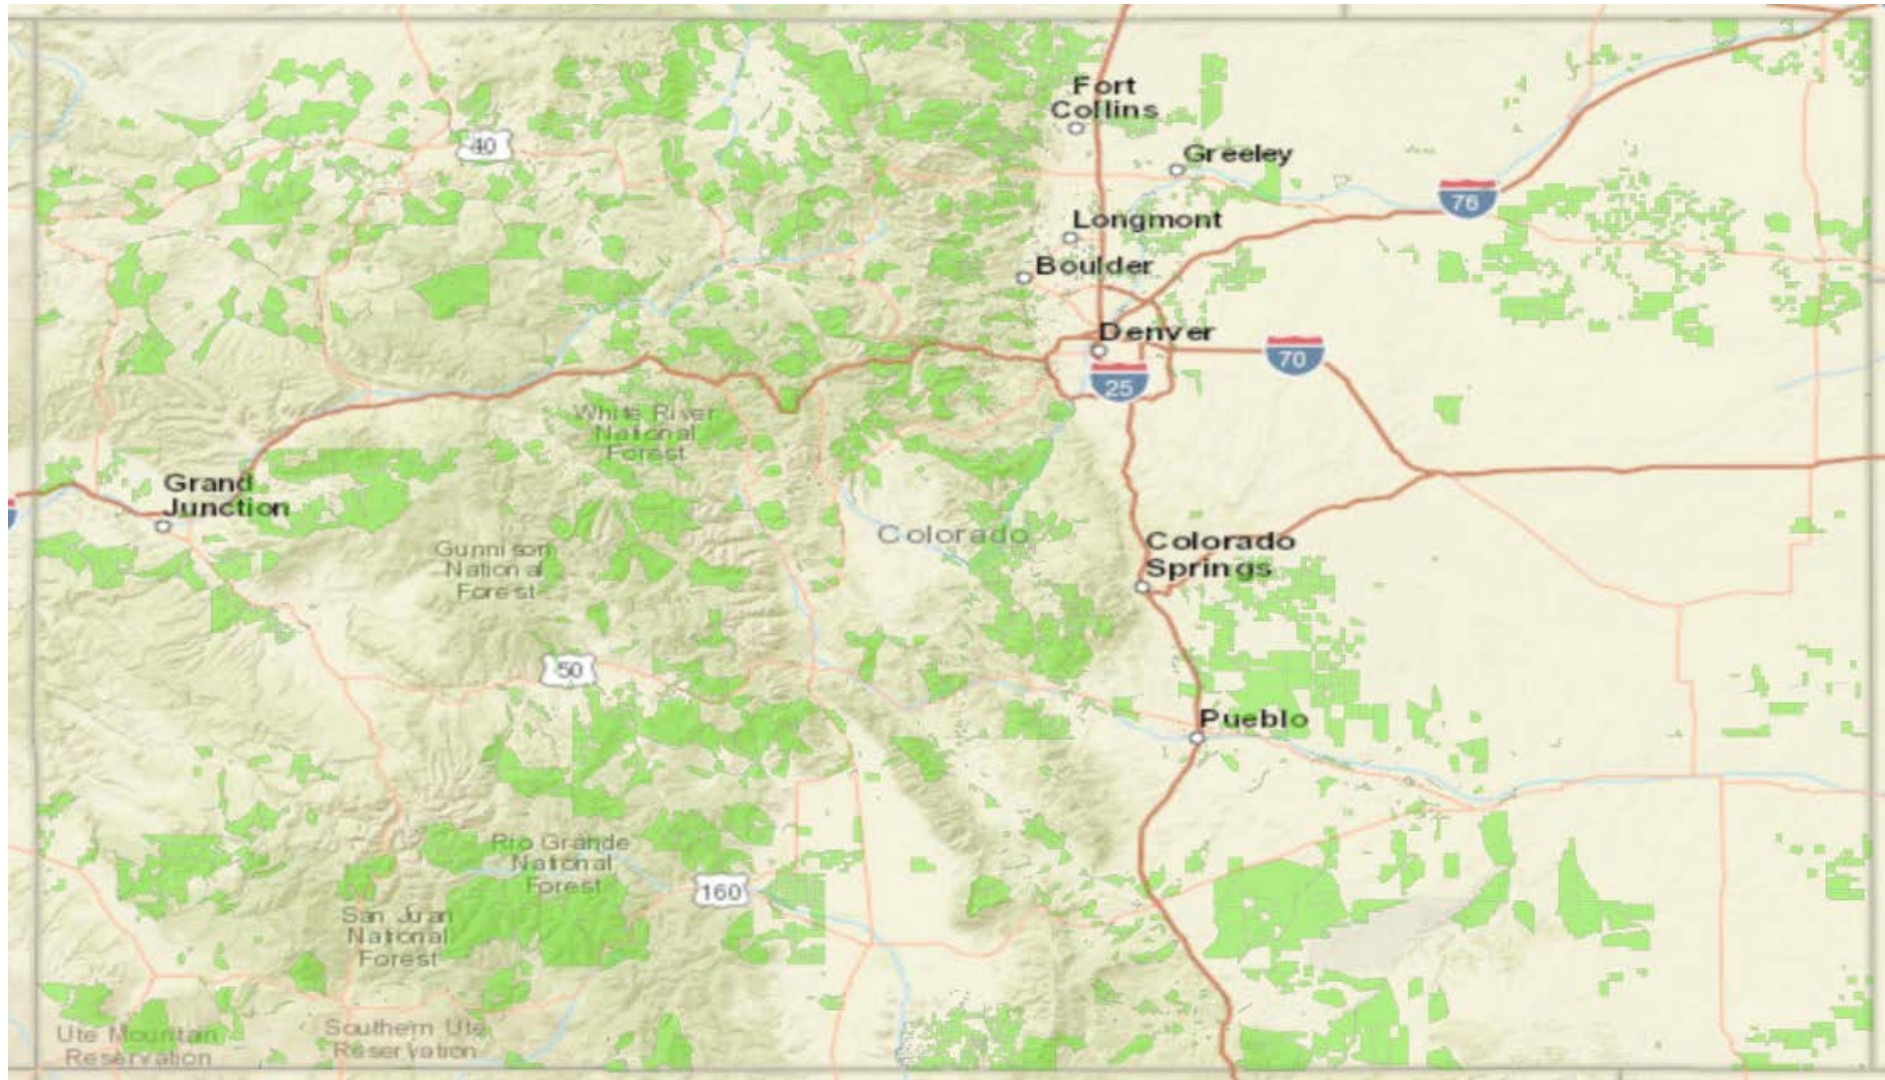 Fort
Collins
40
Greeley
76
Longmont
Boulder
Denver
70
25
White River
National
Forest
Grand
Junction
Colorado
Gunnison
National
Forest
Colorado
Springs
50
Pueblo
Rio Grande
National
Forest
160
San Juan
National
Forest
Ute Mountain
Reservation
Southern Ute
Reservation